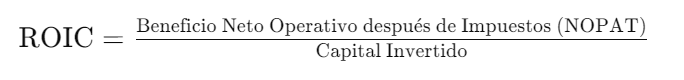 ROIC = Beneficio Neto Operativo después de Impuestos (NOPAT)
Capital Invertido